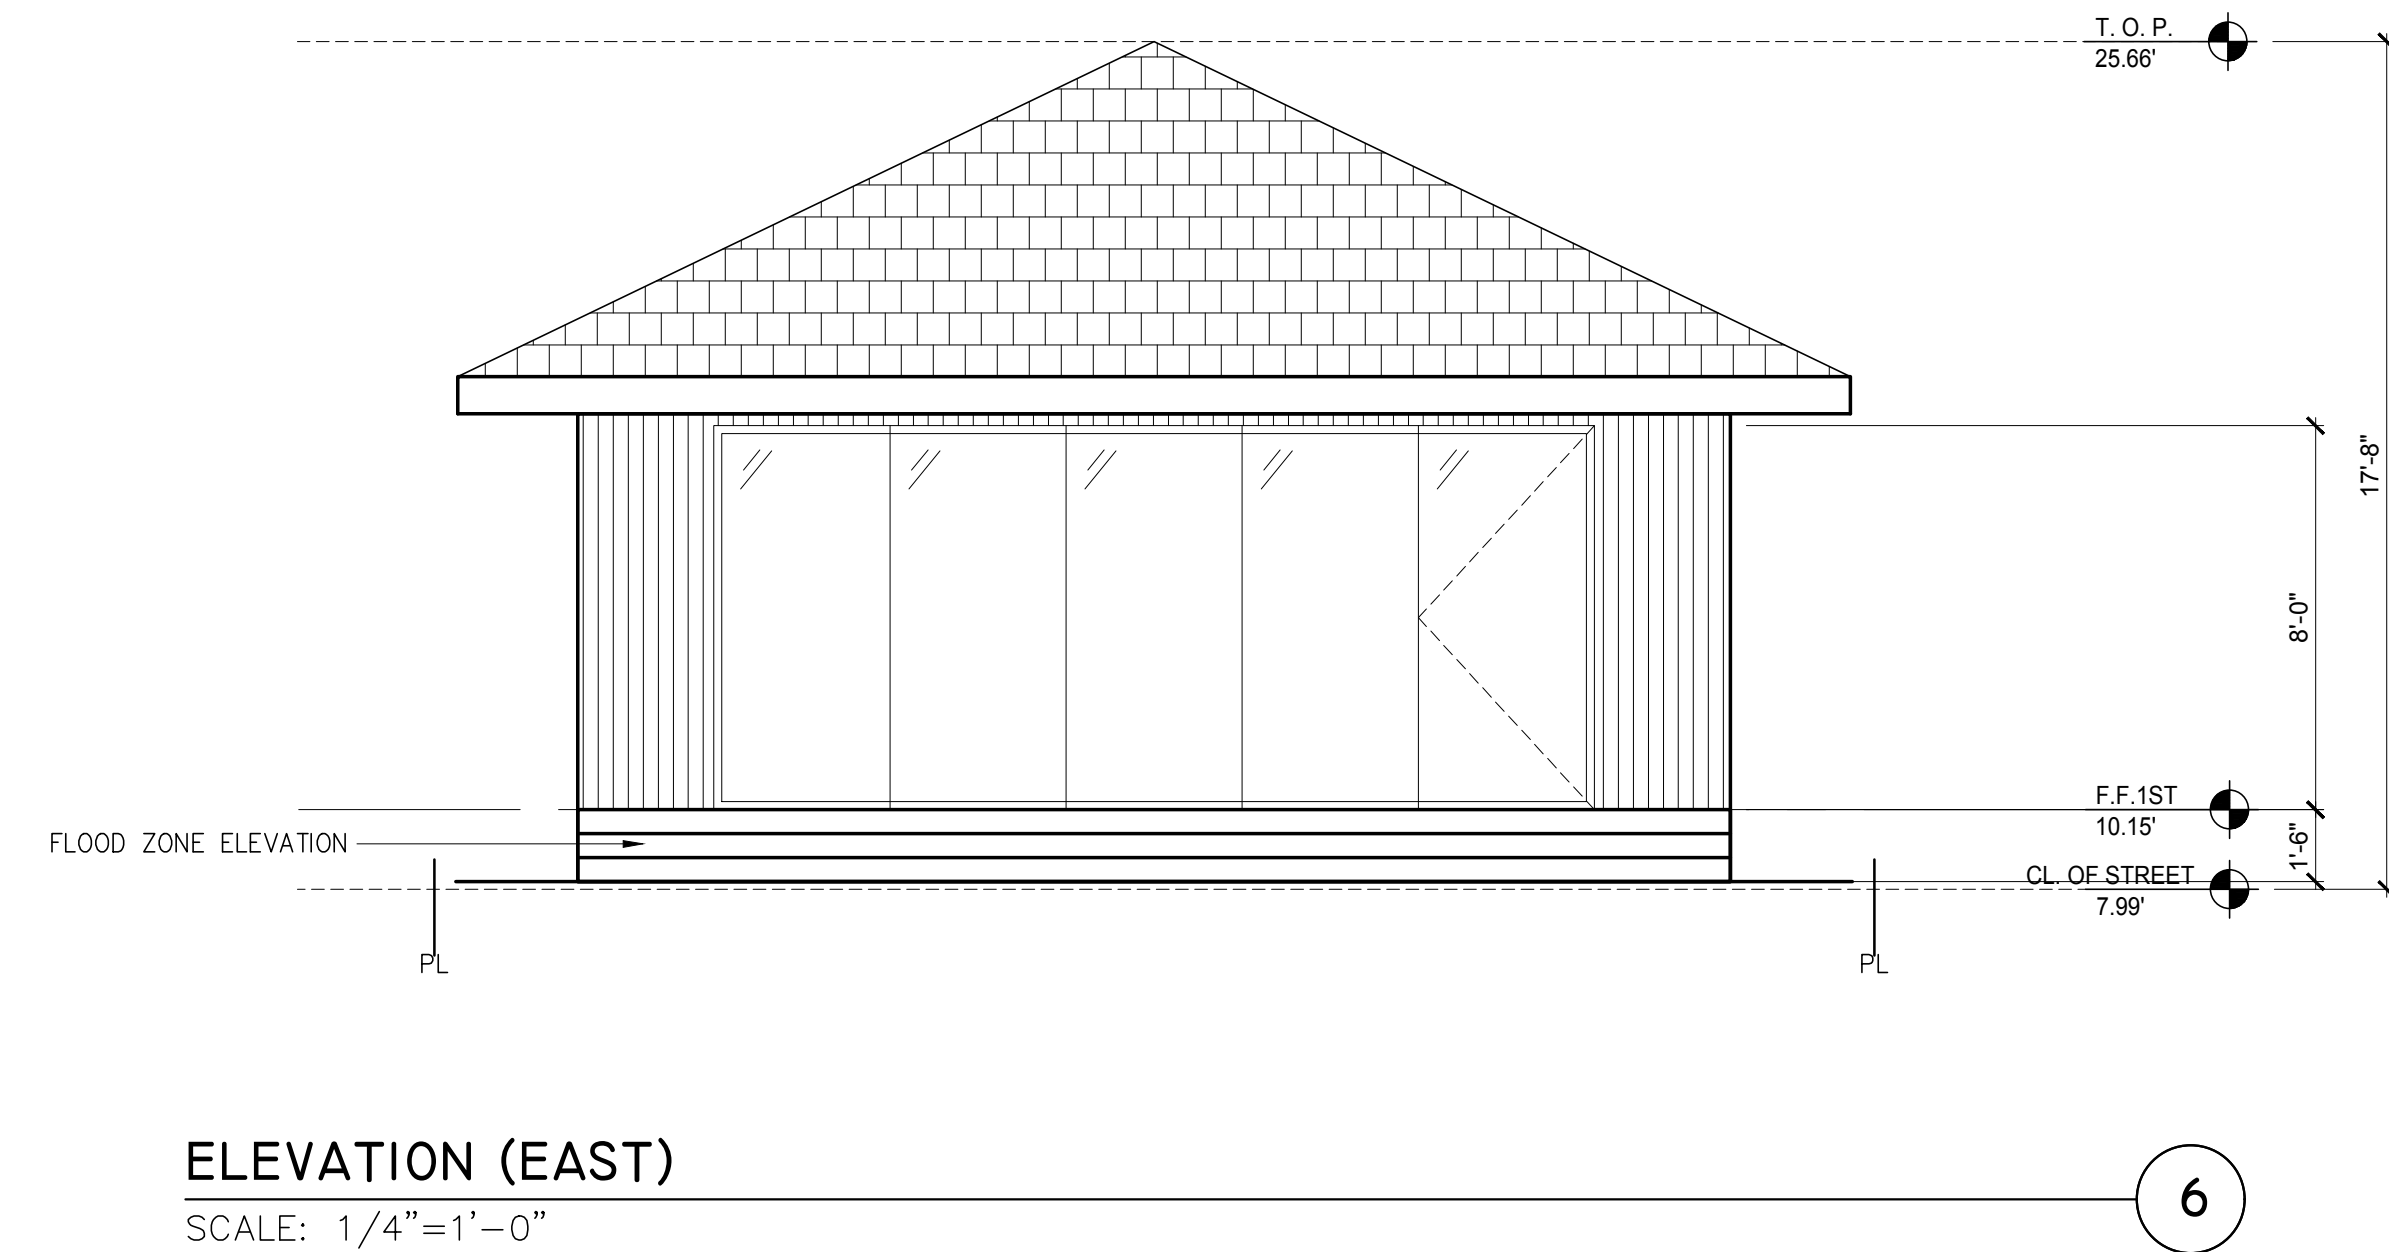 T. O. P.
25.66'
17'-8"
8'-0"
F.F.1ST
10.15'
1'-6"
FLOOD ZONE ELEVATION
CL. OF STREET
7.99'
PL
PL
ELEVATION (EAST)
6
SCALE: 1/4"=1'-0"